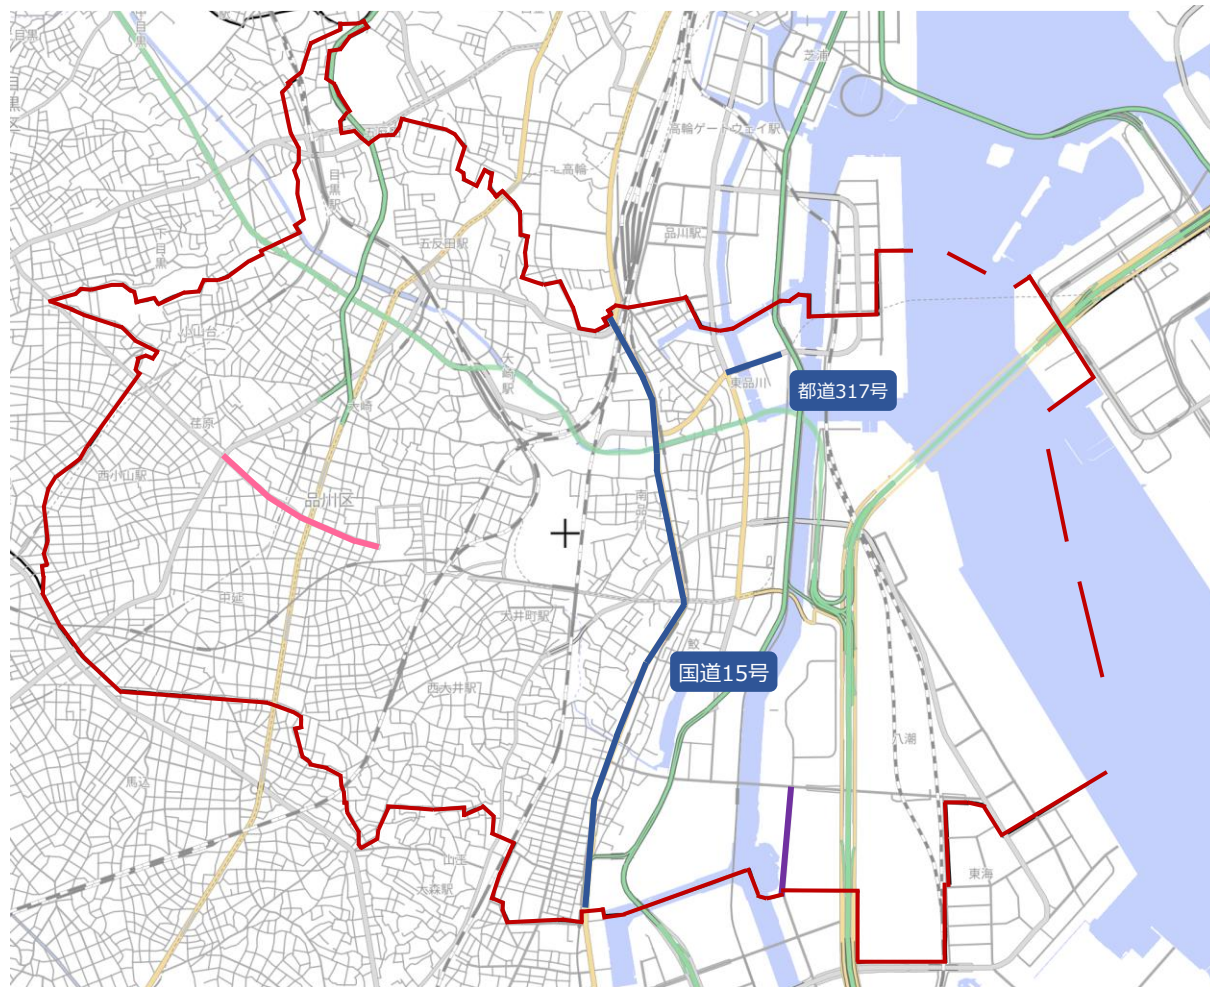 目黒
芝浦
高輪ゲートウェイ駅
高輪
目黒駅
五反田駅
品川駅
下目黒
小山台
大崎駅
東品川
都道317号
大崎
荏原
西小山駅
品川区
南品川
中延
大井町駅
鮫
国道15号
西大井駅
八潮
馬込
山王
大森駅
東海